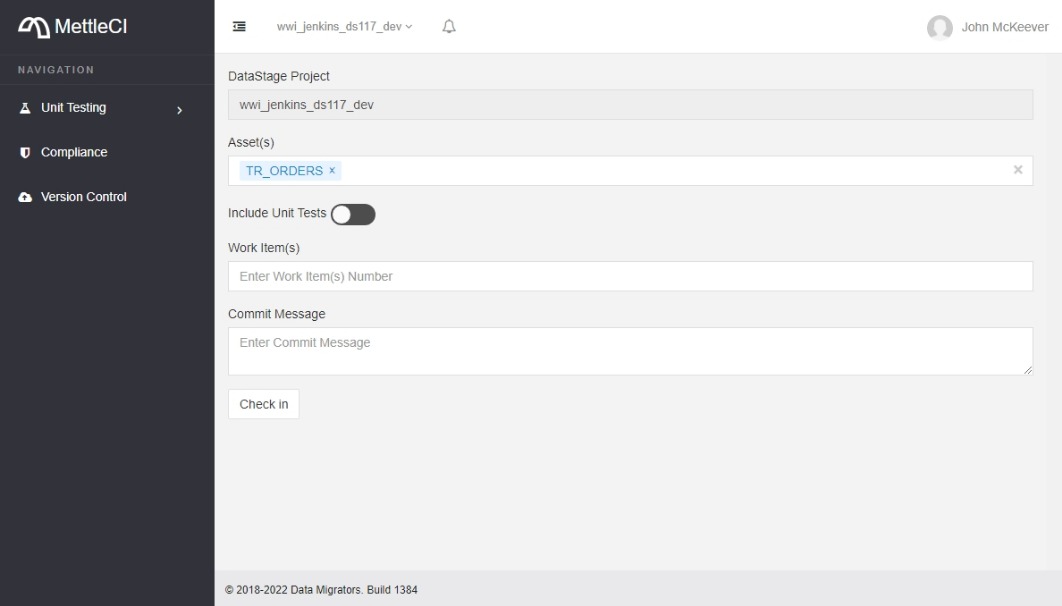 MettleCI
wwi_jenkins_ds117_dev
John McKeever
NAVIGATION
Unit Testing
Compliance
Version Control
DataStage Project
wwi_jenkins_ds117_dev
Asset(s)
TR_ORDERS ×
Include Unit Tests
Work Item(s)
Enter Work Item(s) Number
Commit Message
Enter Commit Message
Check in
© 2018-2022 Data Migrators. Build 1384